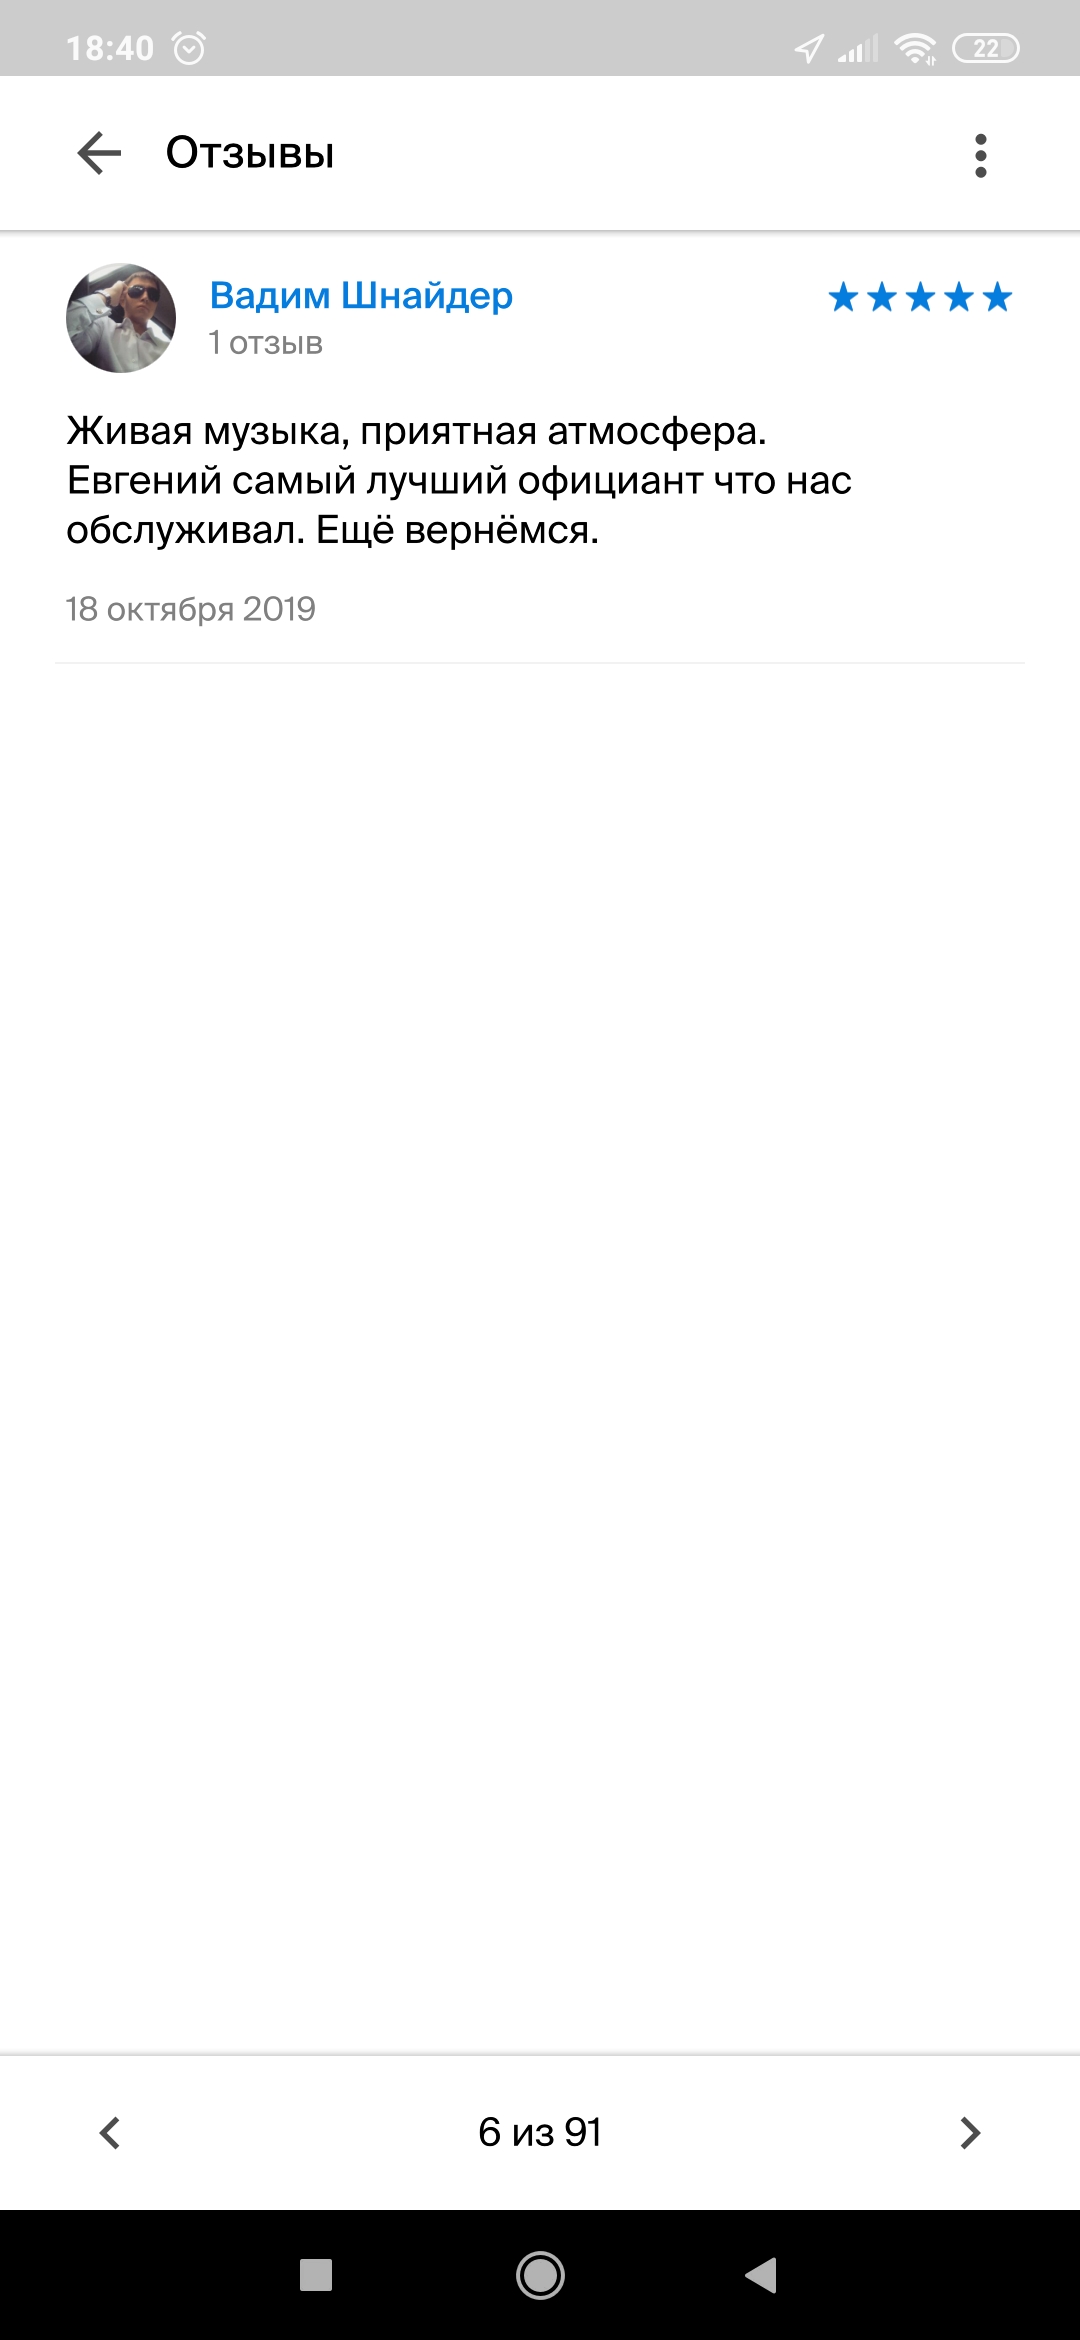 18:40
22
Отзывы
Вадим Шнайдер
1 отзыв
Живая музыка, приятная атмосфера.
Евгений самый лучший официант что нас
обслуживал. Ещё вернёмся.
18 октября 2019
6 из 91